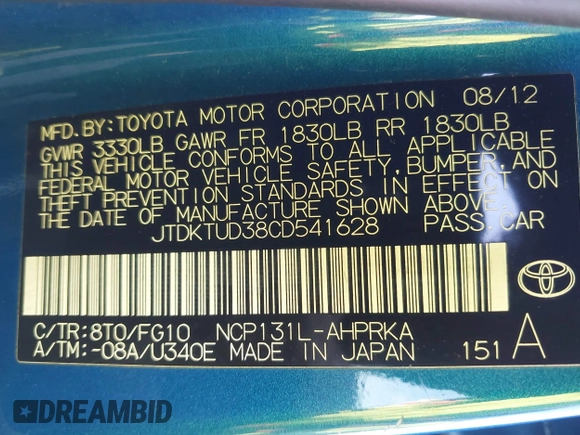 MFD.BY:TOYOTA MOTOR CORPORATION 08/12
GVWR 3330LB GAWR FR 1830LB RR 1830LB
THIS VEHICLE CONFORMS TO ALL APPLICABLE
FEDERAL MOTOR VEHICLE SAFETY,BUMPER,AND
THEFT PREVENTION STANDARDS IN EFFECT ON
THE DATE OF MANUFACTURE SHOWN ABOVE.
JTDKTUD38CD541628 PASS.CAR
C/TR:8T0/FG10 NCP131L-AHPRKA
A/TM:-08A/U340E MADE IN JAPAN 151 A
DREAMBID